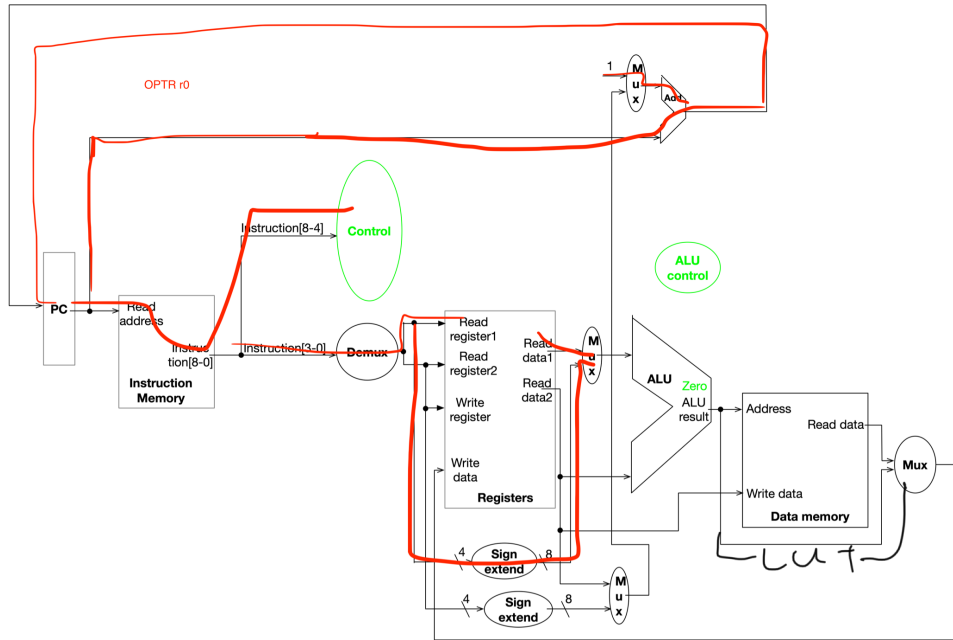 1
M
u
x
Add
OPTR r0
Instruction[8-4]
Control
ALU
control
PC
Read
address
Instruc
tion[8-0]
Instruction
Memory
Instruction[3-0]
Demux
Read
register1
Read
register2
Write
register
Write
data
Read
data1
Read
data2
Registers
M
u
x
ALU
Zero
ALU
result
Address
Read data
Write data
Data memory
Mux
LUT
4
Sign
extend
8
4
Sign
extend
8
M
u
x